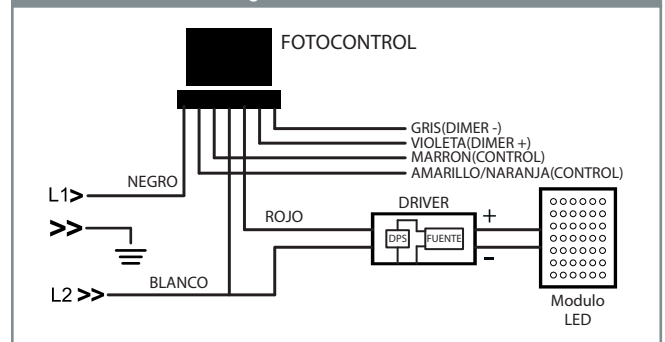 FOTOCONTROL
GRIS(DIMER -)
VIOLETA(DIMER +)
MARRON(CONTROL)
AMARILLO/NARANJA(CONTROL)
NEGRO
L1>
>>
ROJO
DRIVER
DPS
FUENTE
+
-
BLANCO
L2 >>
Modulo
LED